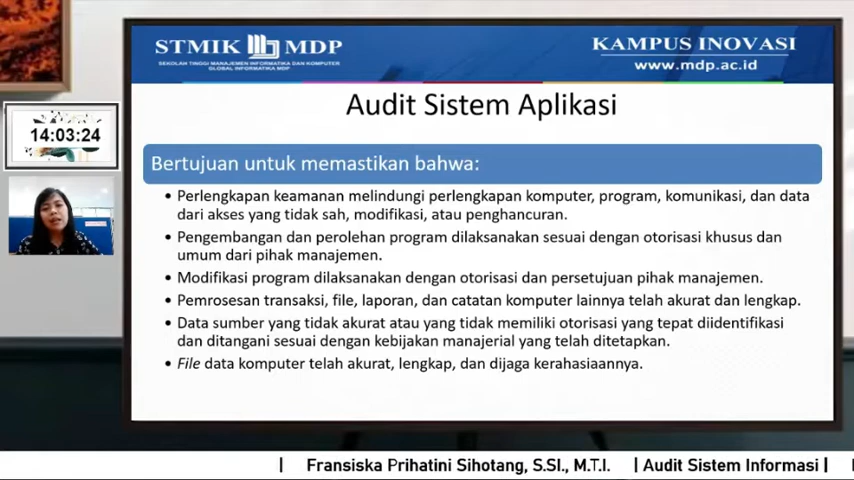 STMIK MDP
SEKOLAH TINGGI MANAJEMEN INFORMATIKA DAN KOMPUTER
GLOBAL INFORMATIKA MDP
KAMPUS INOVASI
www.mdp.ac.id
Audit Sistem Aplikasi
14:03:24
Bertujuan untuk memastikan bahwa:
• Perlengkapan keamanan melindungi perlengkapan komputer, program, komunikasi, dan data
dari akses yang tidak sah, modifikasi, atau penghancuran.
• Pengembangan dan perolehan program dilaksanakan sesuai dengan otorisasi khusus dan
umum dari pihak manajemen.
• Modifikasi program dilaksanakan dengan otorisasi dan persetujuan pihak manajemen.
• Pemrosesan transaksi, file, laporan, dan catatan komputer lainnya telah akurat dan lengkap.
• Data sumber yang tidak akurat atau yang tidak memiliki otorisasi yang tepat diidentifikasi
dan ditangani sesuai dengan kebijakan manajerial yang telah ditetapkan.
• File data komputer telah akurat, lengkap, dan dijaga kerahasiaannya.
| Fransiska Prihatini Sihotang, S.SI., M.T.I. | Audit Sistem Informasi |